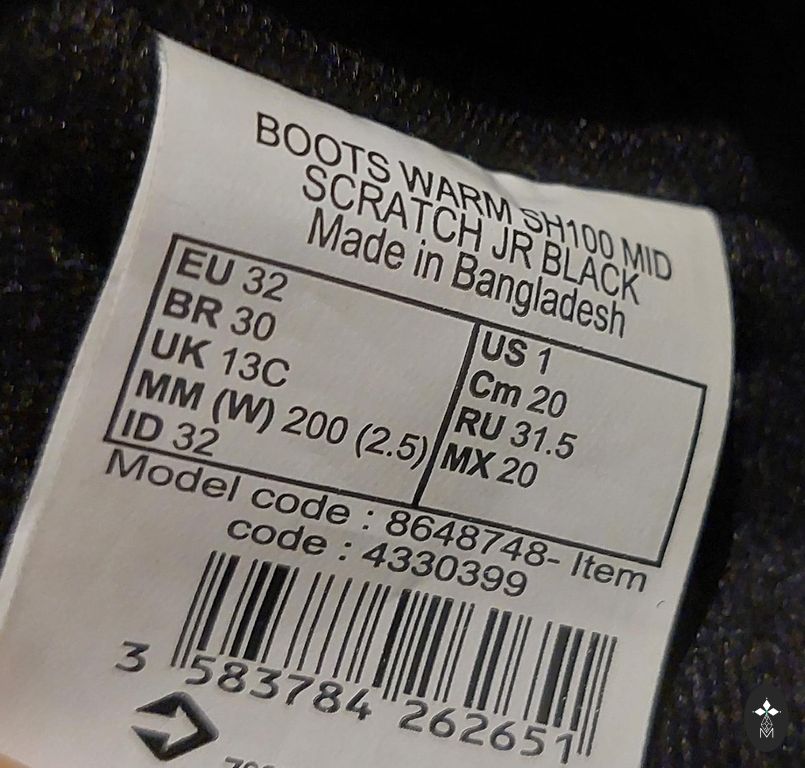 BOOTS WARM SH100 MID
SCRATCH JR BLACK
Made in Bangladesh
EU 32
BR 30
UK 13C
MM (W) 200 (2.5)
ID 32
US 1
Cm 20
RU 31.5
MX 20
Model code : 8648748- Item
code : 4330399
3 583784 262651
M